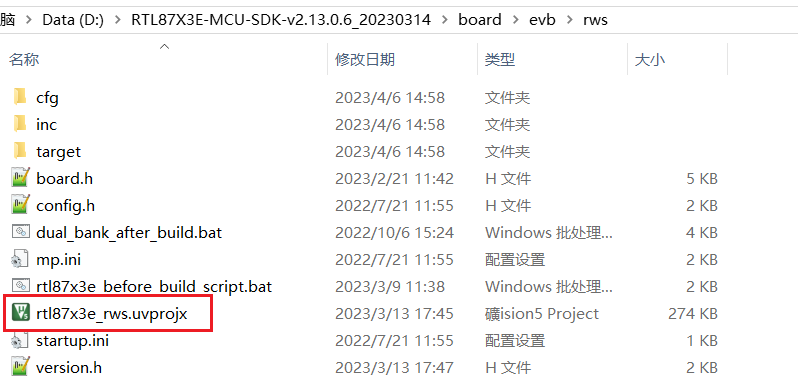 脑 > Data (D:) > RTL87X3E-MCU-SDK-v2.13.0.6_20230314 > board > evb > rws
名称 修改日期 类型 大小
cfg 2023/4/6 14:58 文件夹
inc 2023/4/6 14:58 文件夹
target 2023/4/6 14:58 文件夹
board.h 2023/2/21 11:42 H 文件 5 KB
config.h 2022/7/21 11:55 H 文件 2 KB
dual_bank_after_build.bat 2022/10/6 15:24 Windows 批处理... 4 KB
mp.ini 2022/7/21 11:55 配置设置 2 KB
rtl87x3e_before_build_script.bat 2023/3/9 11:38 Windows 批处理... 2 KB
rtl87x3e_rws.uvprojx 2023/3/13 17:45 礦ision5 Project 274 KB
startup.ini 2022/7/21 11:55 配置设置 1 KB
version.h 2023/3/13 17:47 H 文件 2 KB